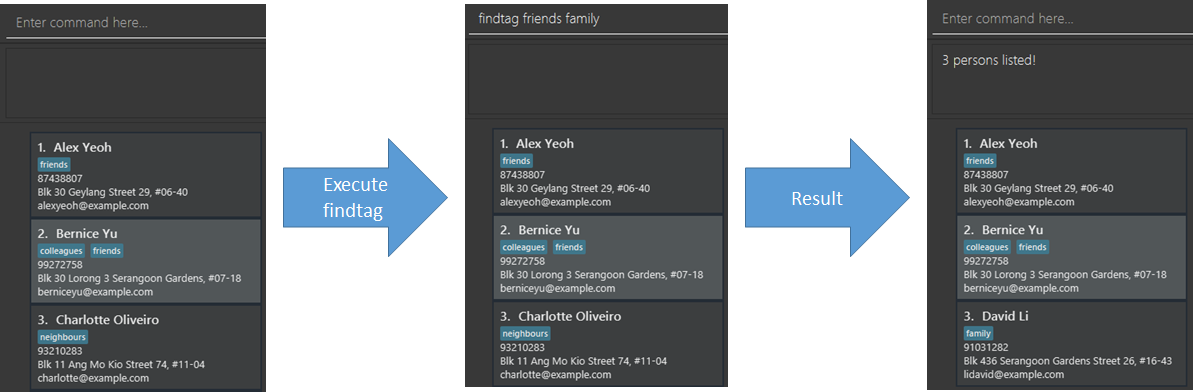 Enter command here...
1. Alex Yeoh
friends
87438807
Blk 30 Geylang Street 29, #06-40
alexyeoh@example.com
2. Bernice Yu
colleagues friends
99272758
Blk 30 Lorong 3 Serangoon Gardens, #07-18
berniceyu@example.com
3. Charlotte Oliveiro
neighbours
93210283
Blk 11 Ang Mo Kio Street 74, #11-04
charlotte@example.com
Execute
findtag
findtag friends family
1. Alex Yeoh
friends
87438807
Blk 30 Geylang Street 29, #06-40
alexyeoh@example.com
2. Bernice Yu
colleagues friends
99272758
Blk 30 Lorong 3 Serangoon Gardens, #07-18
berniceyu@example.com
3. Charlotte Oliveiro
neighbours
93210283
Blk 11 Ang Mo Kio Street 74, #11-04
charlotte@example.com
Result
Enter command here...
3 persons listed!
1. Alex Yeoh
friends
87438807
Blk 30 Geylang Street 29, #06-40
alexyeoh@example.com
2. Bernice Yu
colleagues friends
99272758
Blk 30 Lorong 3 Serangoon Gardens, #07-18
berniceyu@example.com
3. David Li
family
91031282
Blk 436 Serangoon Gardens Street 26, #16-43
lidavid@example.com